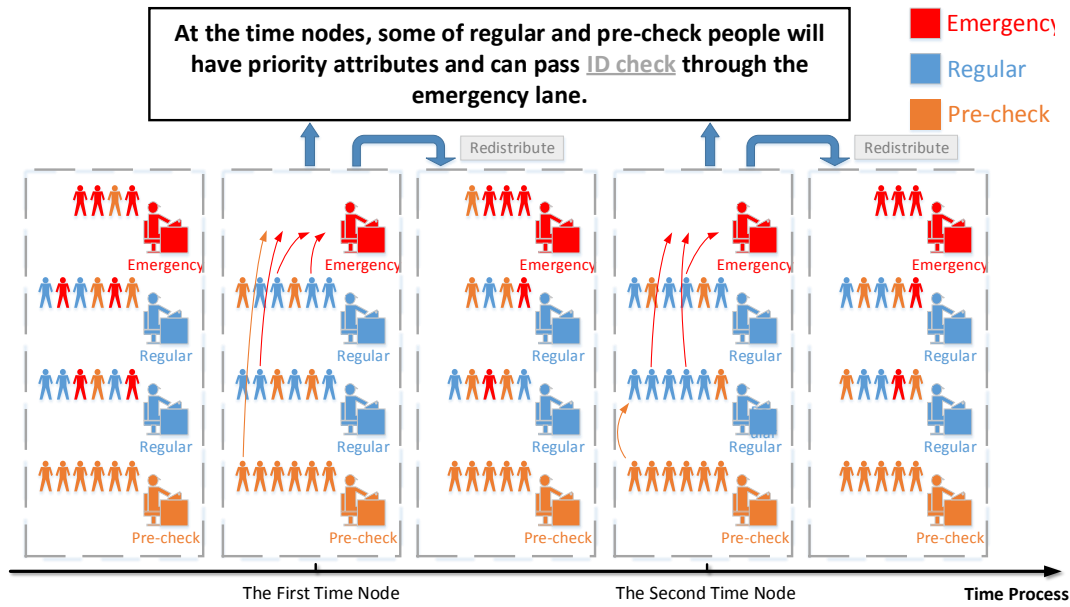 At the time nodes, some of regular and pre-check people will
have priority attributes and can pass ID check through the
emergency lane.
Emergency
Regular
Pre-check
Redistribute
Redistribute
Emergency
Emergency
Emergency
Emergency
Emergency
Regular
Regular
Regular
Regular
Regular
Regular
Regular
Regular
ular
Regular
Regular
Pre-check
Pre-check
Pre-check
Pre-check
Pre-check
The First Time Node
The Second Time Node
Time Process